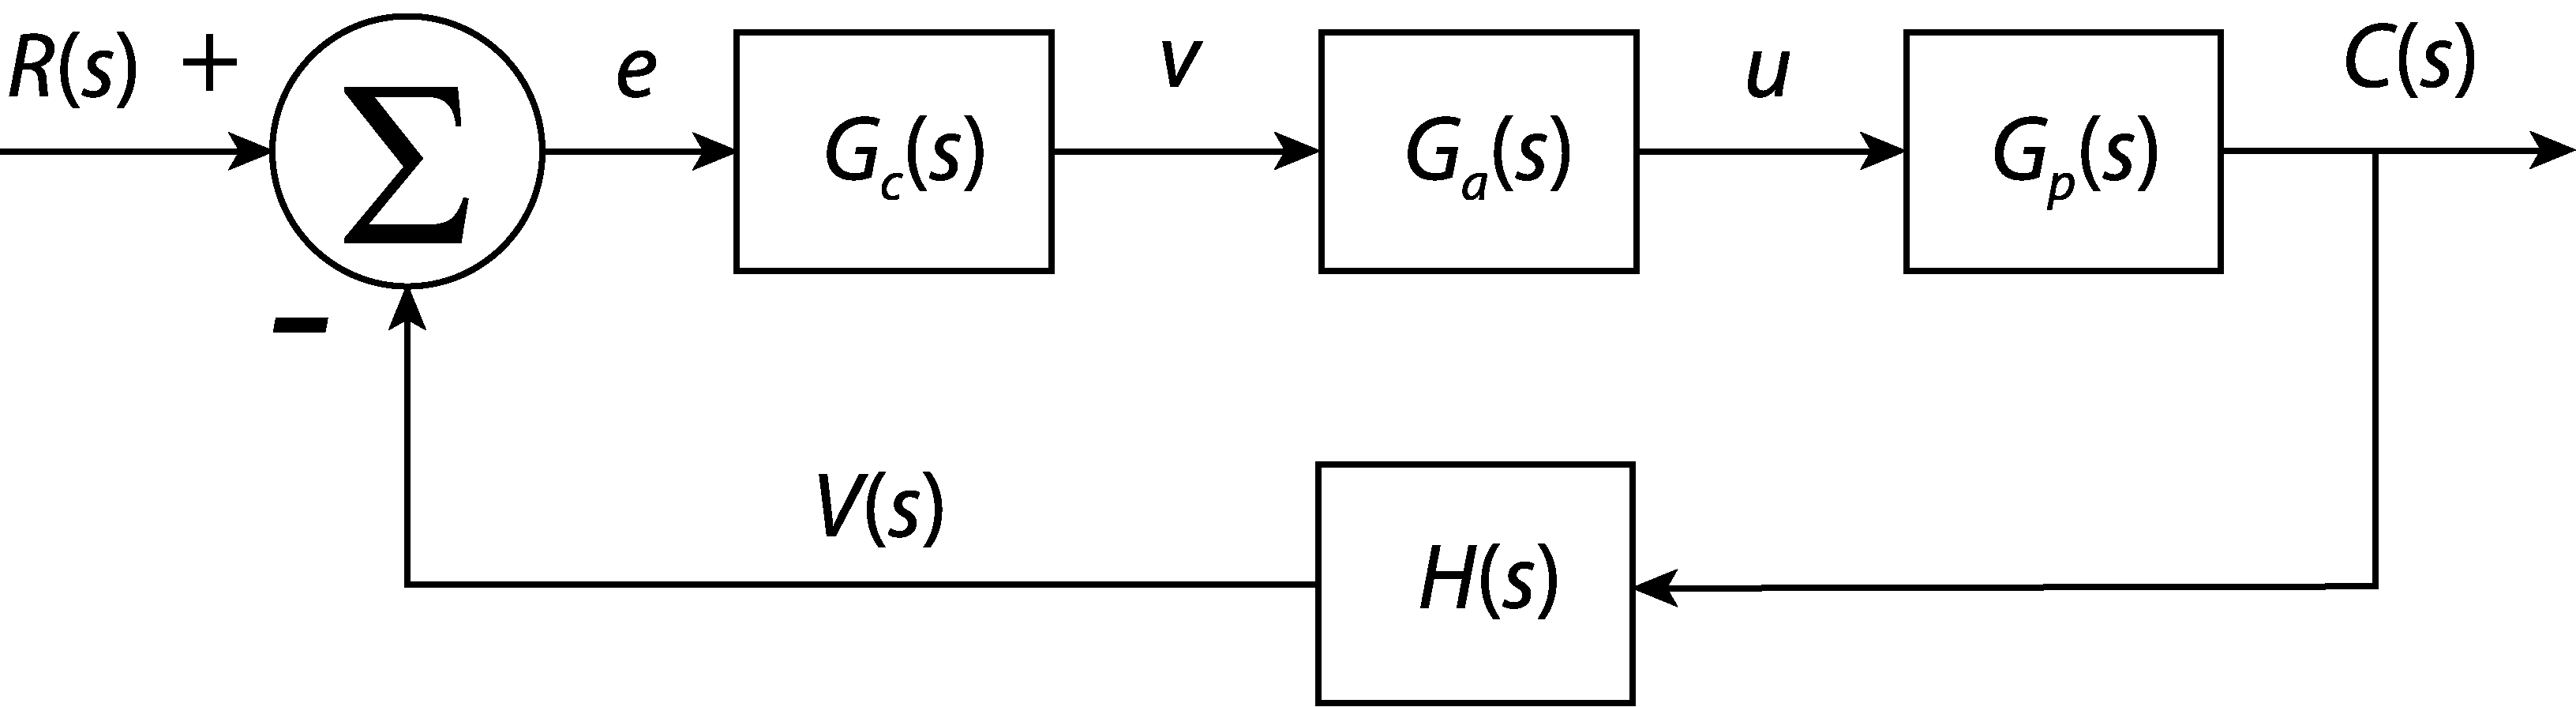 R(s) +
Σ
e
G_c(s)
v
G_a(s)
u
G_p(s)
C(s)
-
V(s)
H(s)